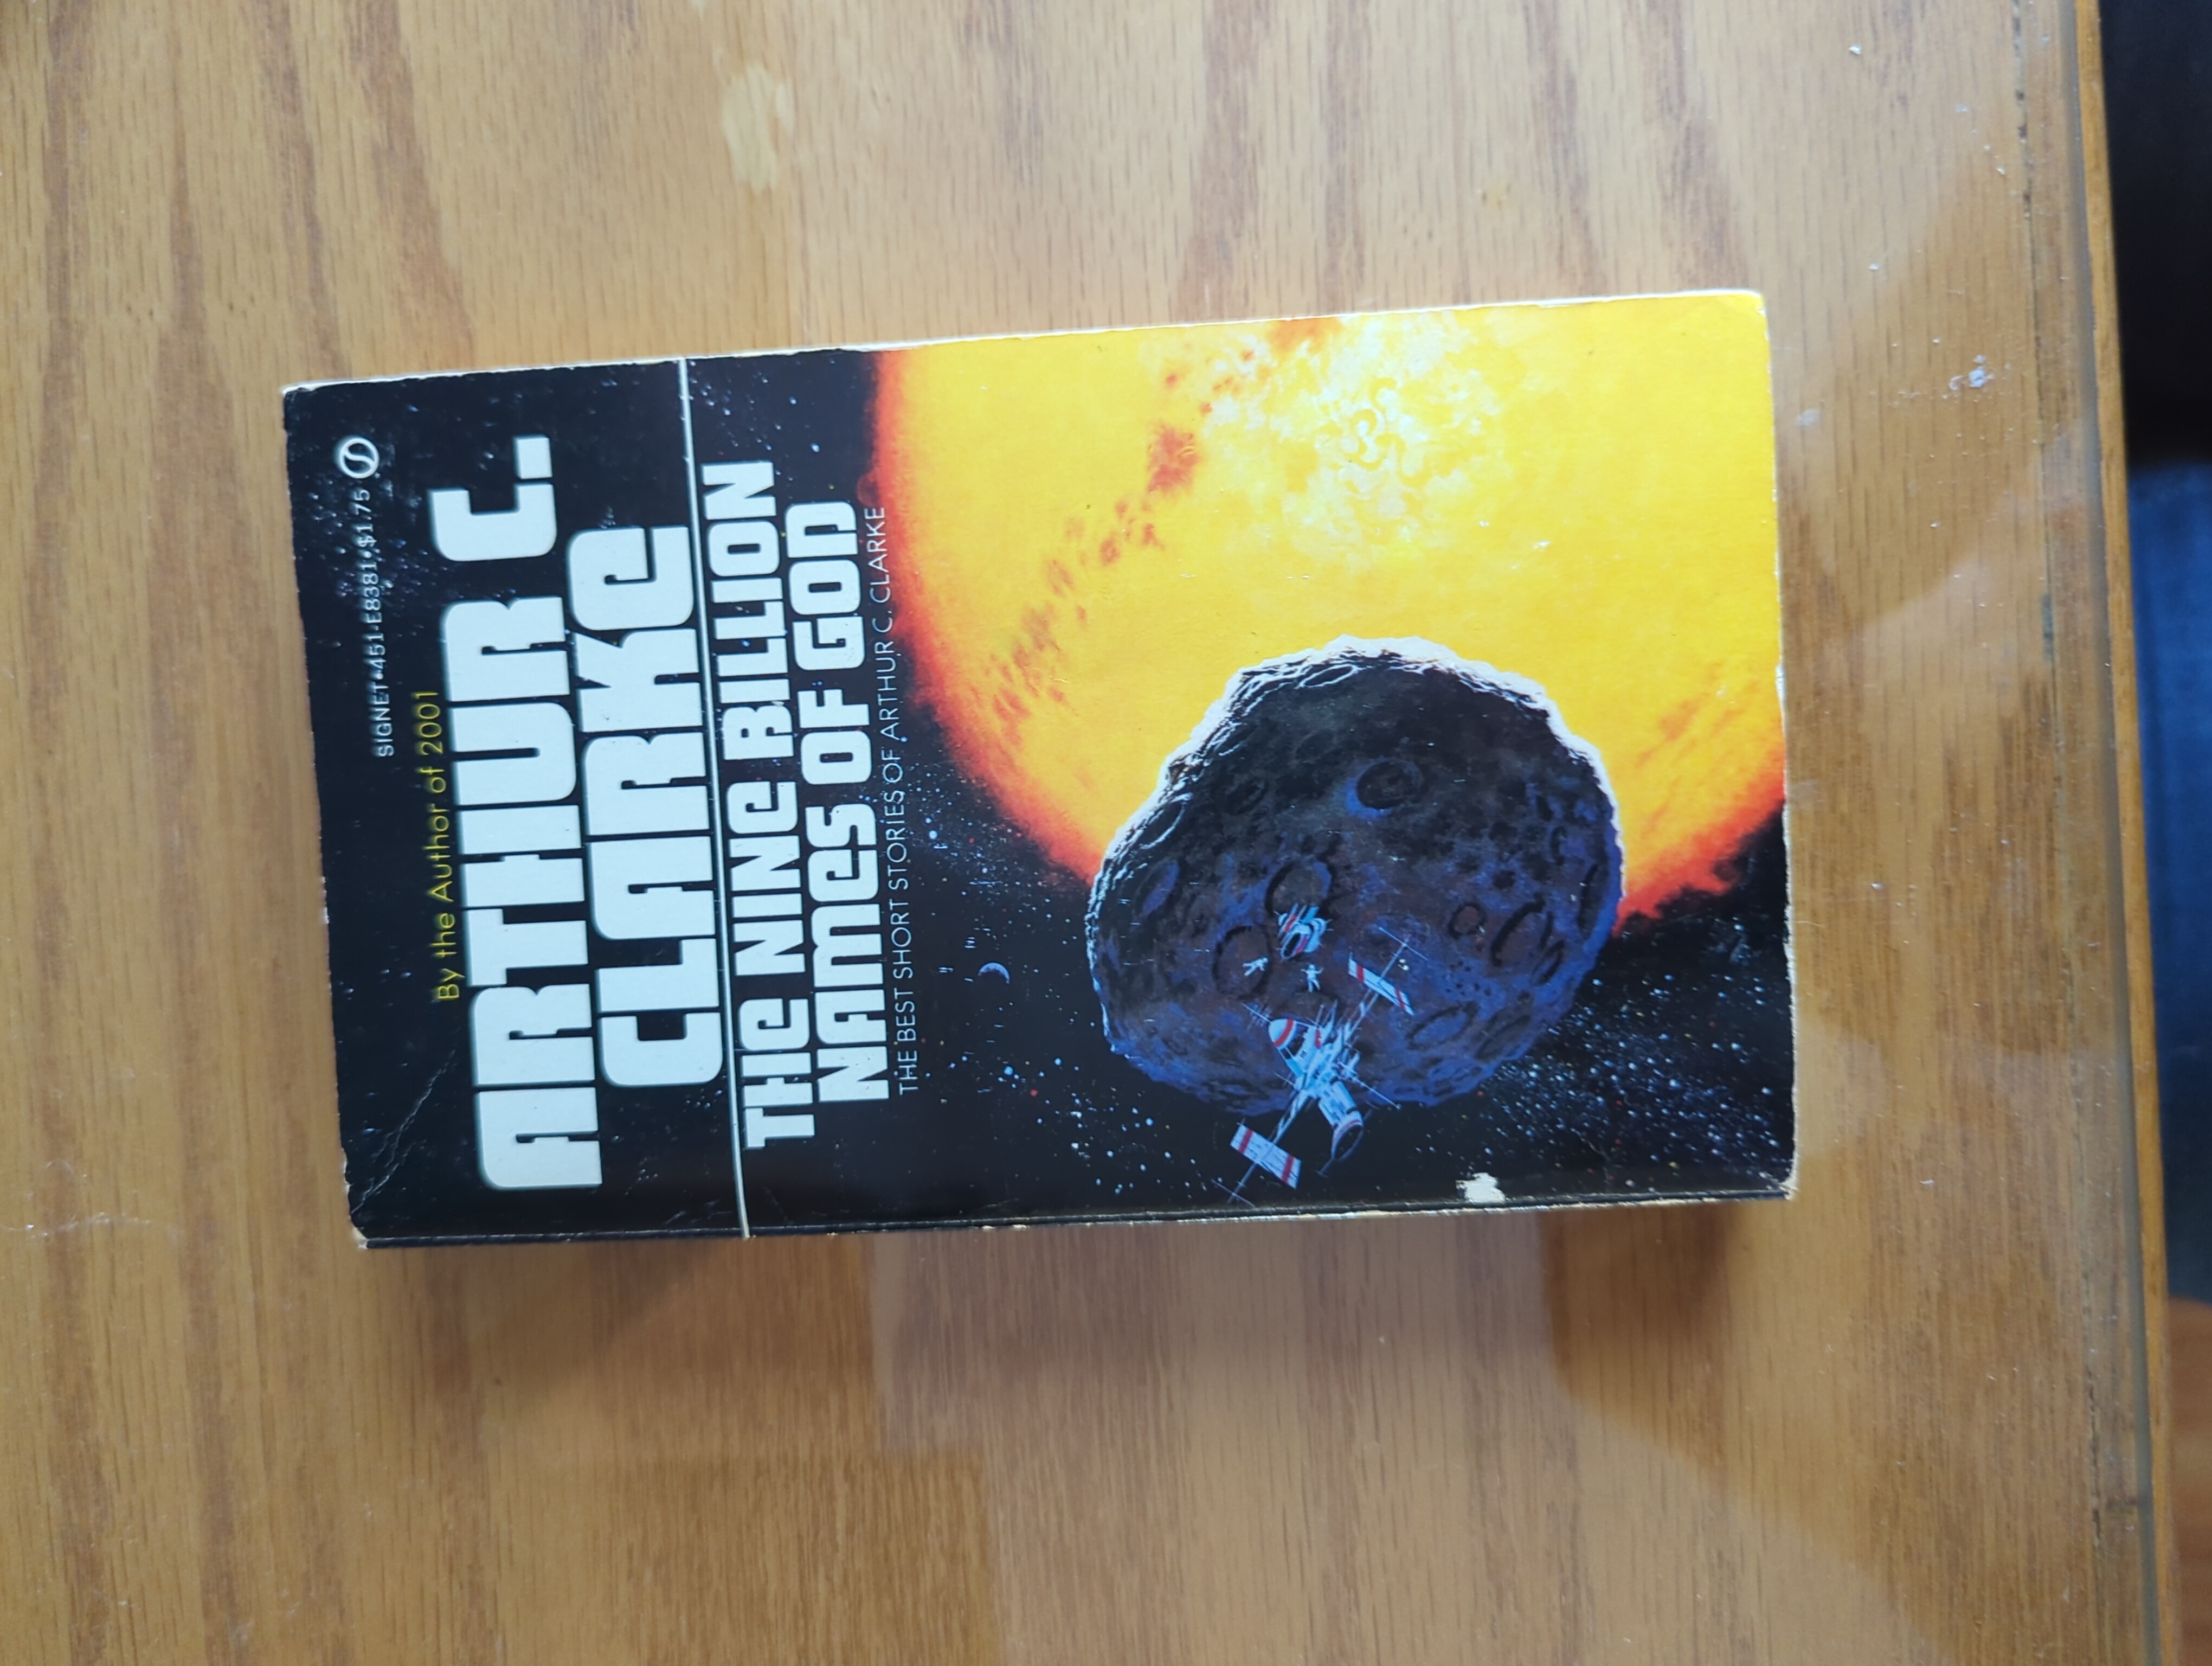 SIGNET•451-E8381•$1.75
By the Author of 2001
ARTHUR C.
CLARKE
THE NINE BILLION
NAMES OF GOD
THE BEST SHORT STORIES OF ARTHUR C. CLARKE